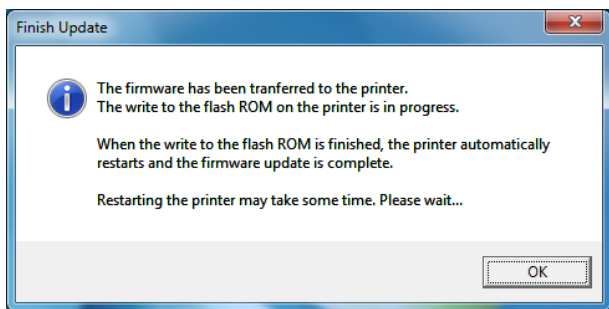 Finish Update
The firmware has been tranferred to the printer.
The write to the flash ROM on the printer is in progress.
When the write to the flash ROM is finished, the printer automatically
restarts and the firmware update is complete.
Restarting the printer may take some time. Please wait...
OK